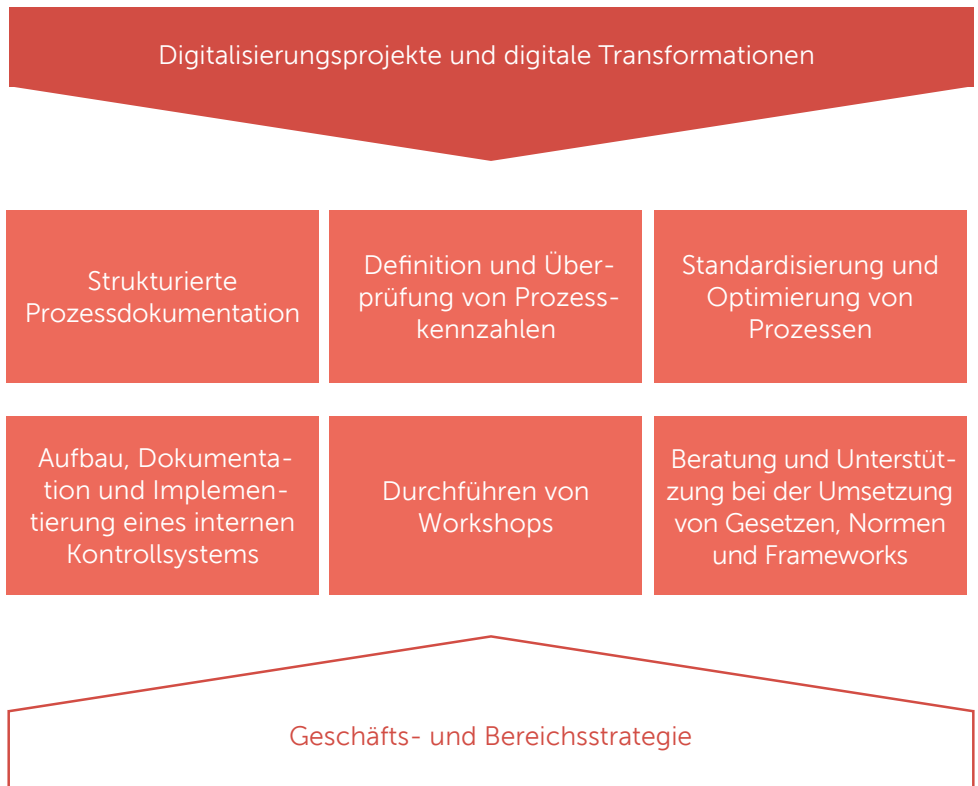 Digitalisierungsprojekte und digitale Transformationen
Strukturierte
Prozessdokumentation
Definition und Über-
prüfung von Prozess-
kennzahlen
Standardisierung und
Optimierung von
Prozessen
Aufbau, Dokumenta-
tion und Implemen-
tierung eines internen
Kontrollsystems
Durchführen von
Workshops
Beratung und Unterstüt-
zung bei der Umsetzung
von Gesetzen, Normen
und Frameworks
Geschäfts- und Bereichsstrategie